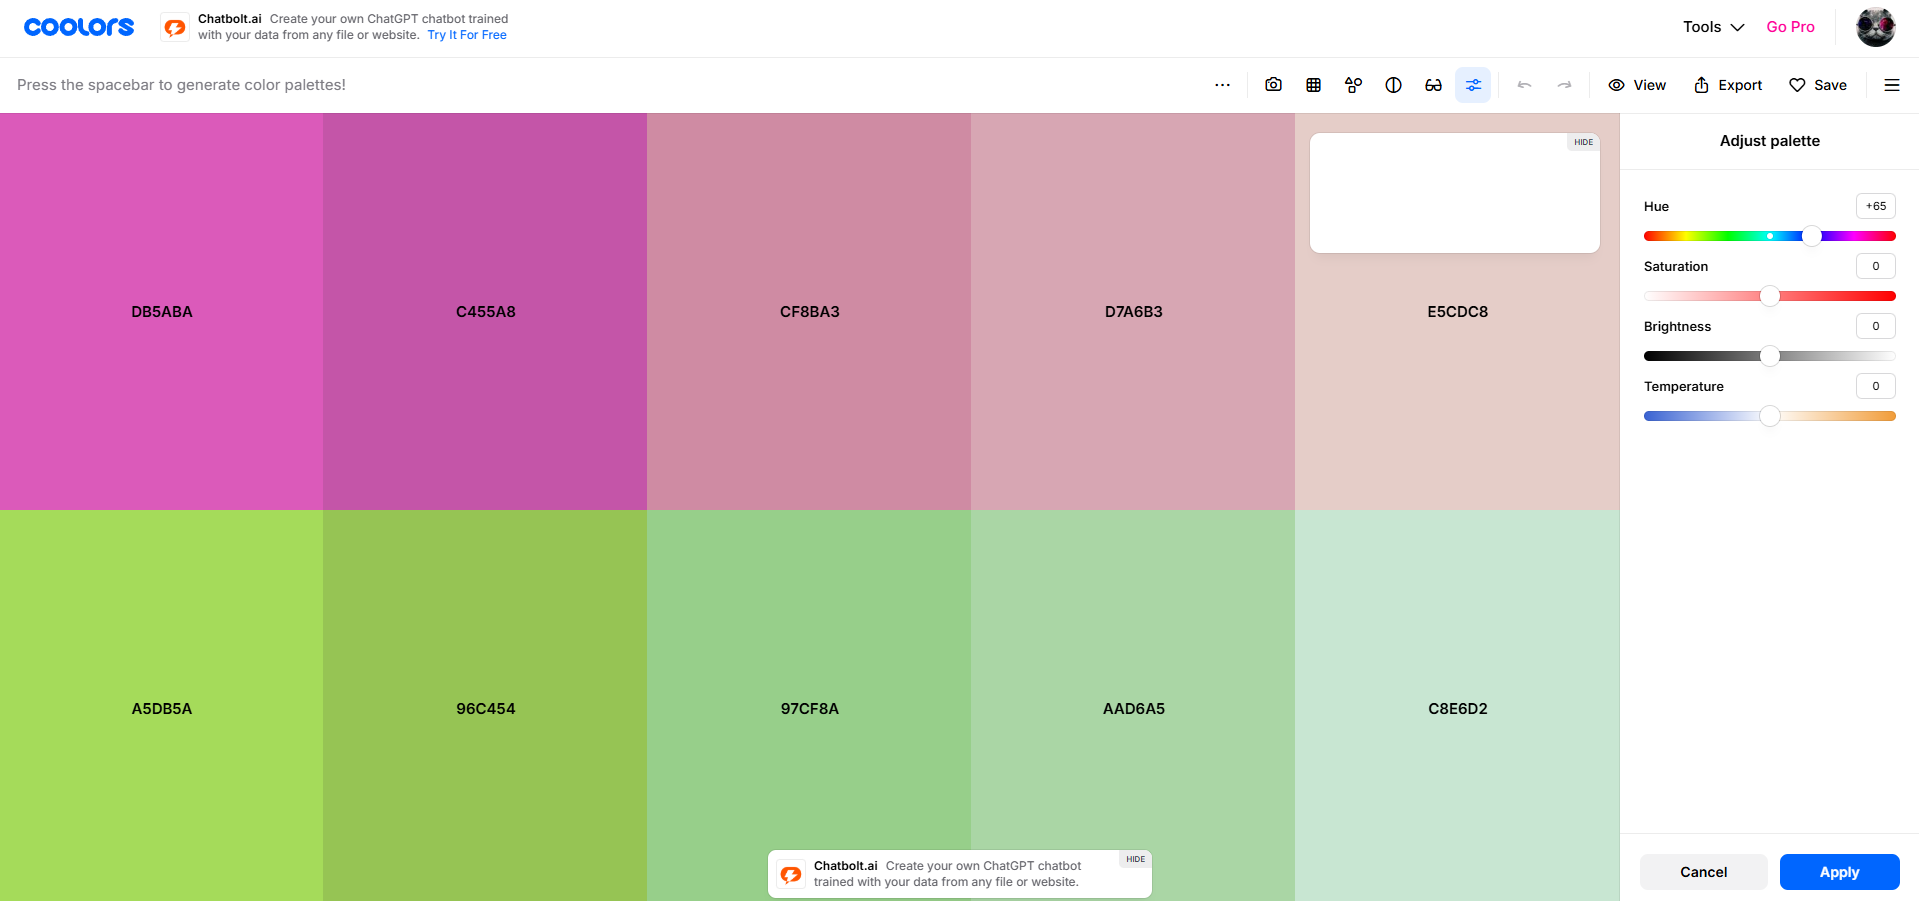 coolors
Chatbolt.ai Create your own ChatGPT chatbot trained
with your data from any file or website. Try It For Free
Tools
Go Pro
Press the spacebar to generate color palettes!
View
Export
Save
Adjust palette
HIDE
Hue
+65
Saturation
0
Brightness
0
Temperature
0
DB5ABA
C455A8
CF8BA3
D7A6B3
E5CDC8
A5DB5A
96C454
97CF8A
AAD6A5
C8E6D2
Chatbolt.ai Create your own ChatGPT chatbot
trained with your data from any file or website.
HIDE
Cancel
Apply